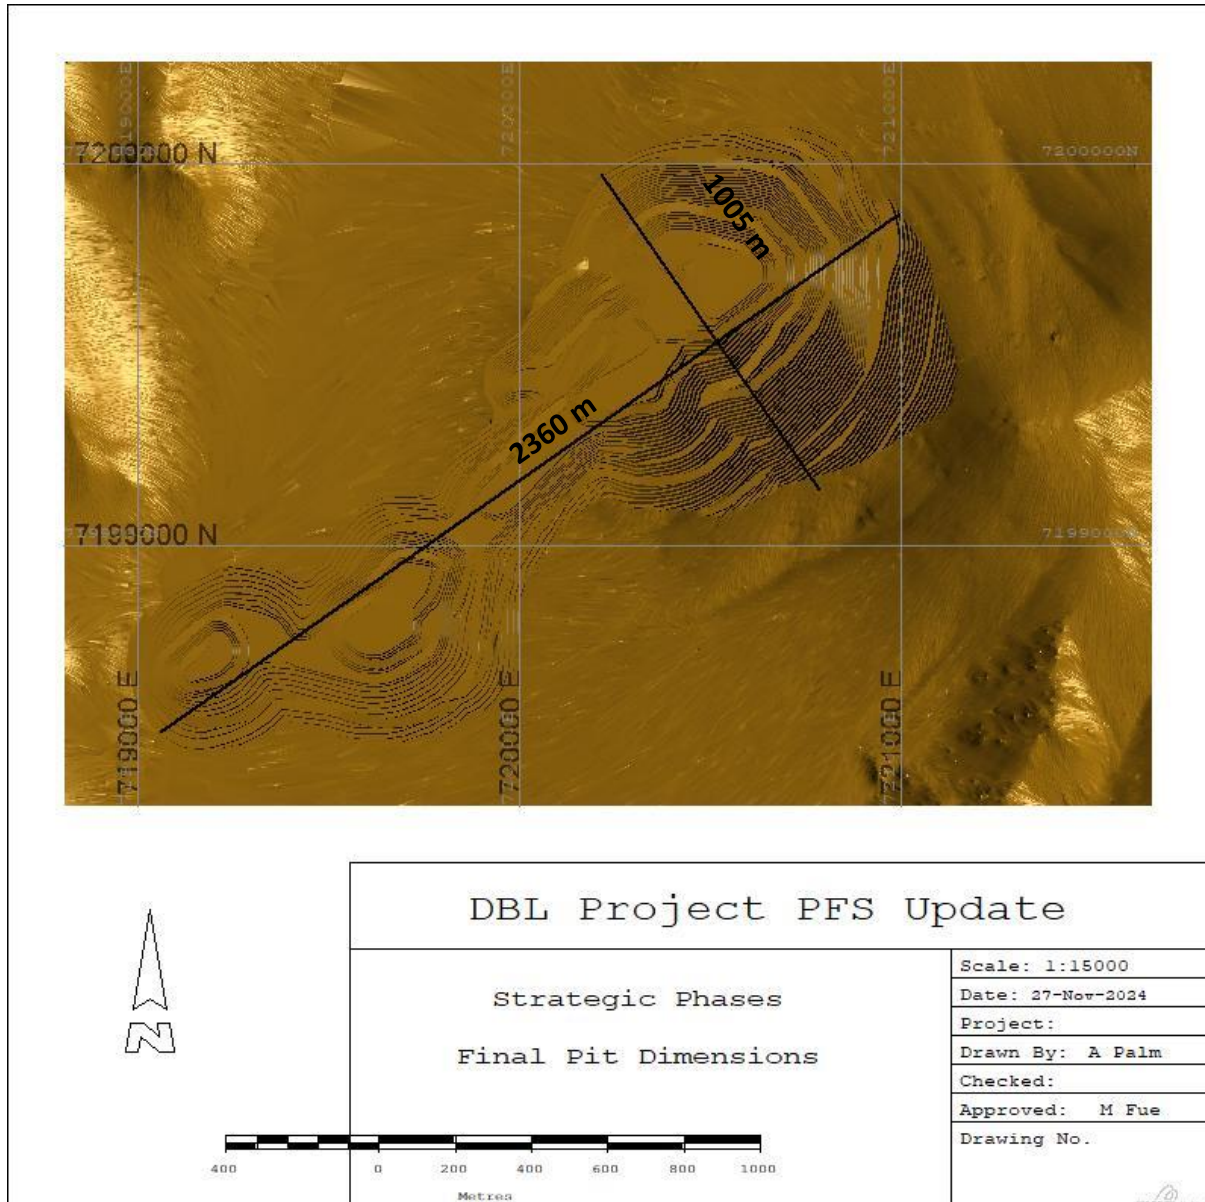 719000E
720000E
721000E
7200000 N
7200000N
1005 m
2360 m
7199000 N
7199000N
719000 E
720000 E
721000 E
DBL Project PFS Update
Strategic Phases
Final Pit Dimensions
Scale: 1:15000
Date: 27-Nov-2024
Project:
Drawn By: A Palm
Checked:
Approved: M Fue
Drawing No.
N
400 0 200 400 600 800 1000
Metres